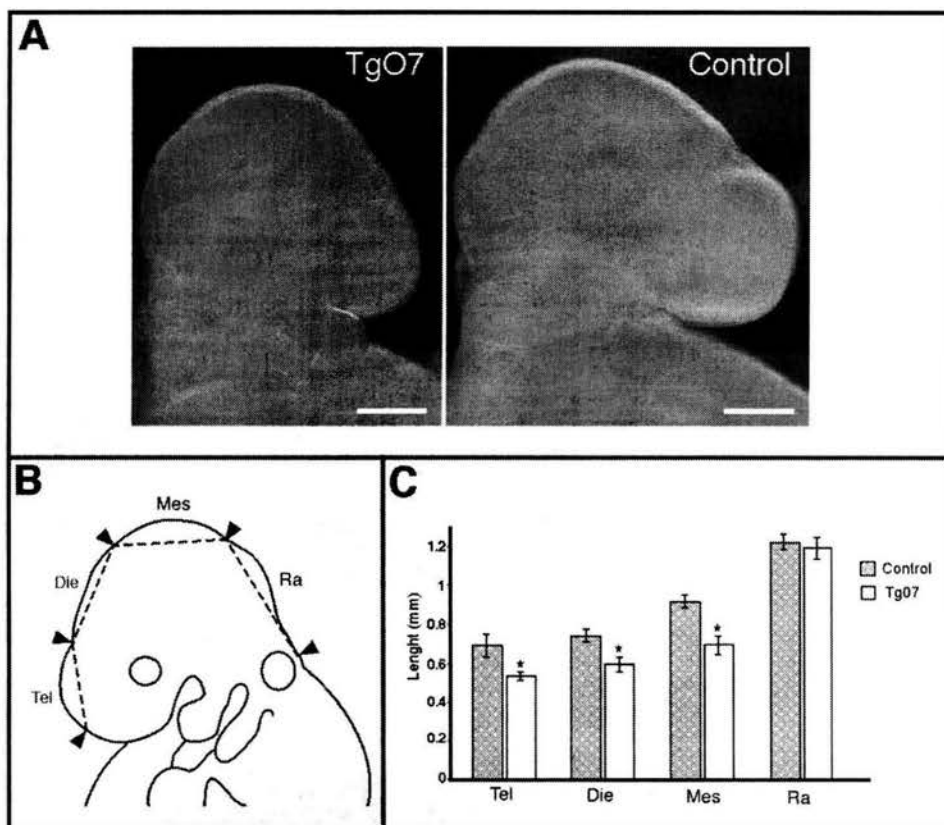 A
TgO7
Control
B
Mes
Die
Ra
Tel
C
Lenght (mm)
1.2
1
0.8
0.6
0.4
0.2
0
*
*
*
Control
Tg07
Tel
Die
Mes
Ra